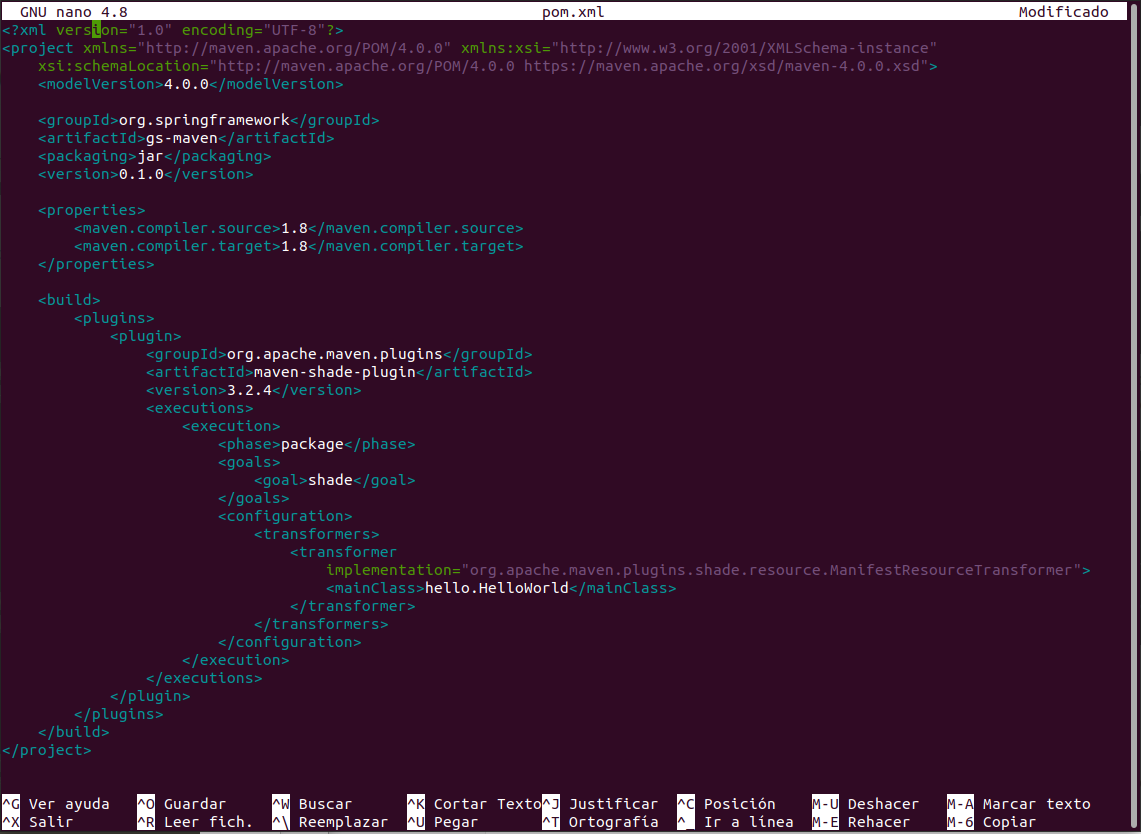 GNU nano 4.8 pom.xml Modificado
<?xml version="1.0" encoding="UTF-8"?>
<project xmlns="http://maven.apache.org/POM/4.0.0" xmlns:xsi="http://www.w3.org/2001/XMLSchema-instance"
    xsi:schemaLocation="http://maven.apache.org/POM/4.0.0 https://maven.apache.org/xsd/maven-4.0.0.xsd">
    <modelVersion>4.0.0</modelVersion>

    <groupId>org.springframework</groupId>
    <artifactId>gs-maven</artifactId>
    <packaging>jar</packaging>
    <version>0.1.0</version>

    <properties>
        <maven.compiler.source>1.8</maven.compiler.source>
        <maven.compiler.target>1.8</maven.compiler.target>
    </properties>

    <build>
        <plugins>
            <plugin>
                <groupId>org.apache.maven.plugins</groupId>
                <artifactId>maven-shade-plugin</artifactId>
                <version>3.2.4</version>
                <executions>
                    <execution>
                        <phase>package</phase>
                        <goals>
                            <goal>shade</goal>
                        </goals>
                        <configuration>
                            <transformers>
                                <transformer
                                    implementation="org.apache.maven.plugins.shade.resource.ManifestResourceTransformer">
                                    <mainClass>hello.HelloWorld</mainClass>
                                </transformer>
                            </transformers>
                        </configuration>
                    </execution>
                </executions>
            </plugin>
        </plugins>
    </build>
</project>
^G Ver ayuda ^O Guardar ^W Buscar ^K Cortar Texto ^J Justificar ^C Posición M-U Deshacer M-A Marcar texto
^X Salir ^R Leer fich. ^\ Reemplazar ^U Pegar ^T Ortografía ^_ Ir a línea M-E Rehacer M-6 Copiar